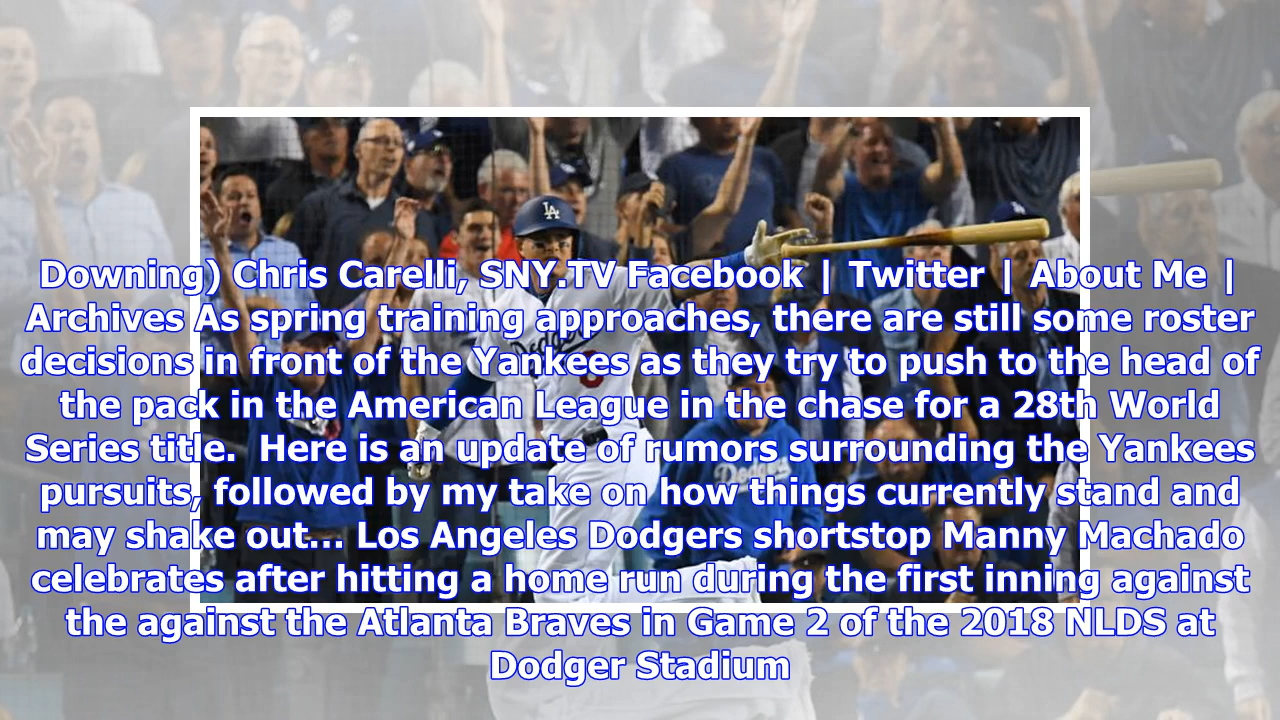 LA
Downing) Chris Carelli, SNY.TV Facebook | Twitter | About Me |
Archives As spring training approaches, there are still some roster
decisions in front of the Yankees as they try to push to the head of
the pack in the American League in the chase for a 28th World
Series title.  Here is an update of rumors surrounding the Yankees
pursuits, followed by my take on how things currently stand and
may shake out... Los Angeles Dodgers shortstop Manny Machado
celebrates after hitting a home run during the first inning against
the against the Atlanta Braves in Game 2 of the 2018 NLDS at
Dodger Stadium
Dodgers
8
Dodgers